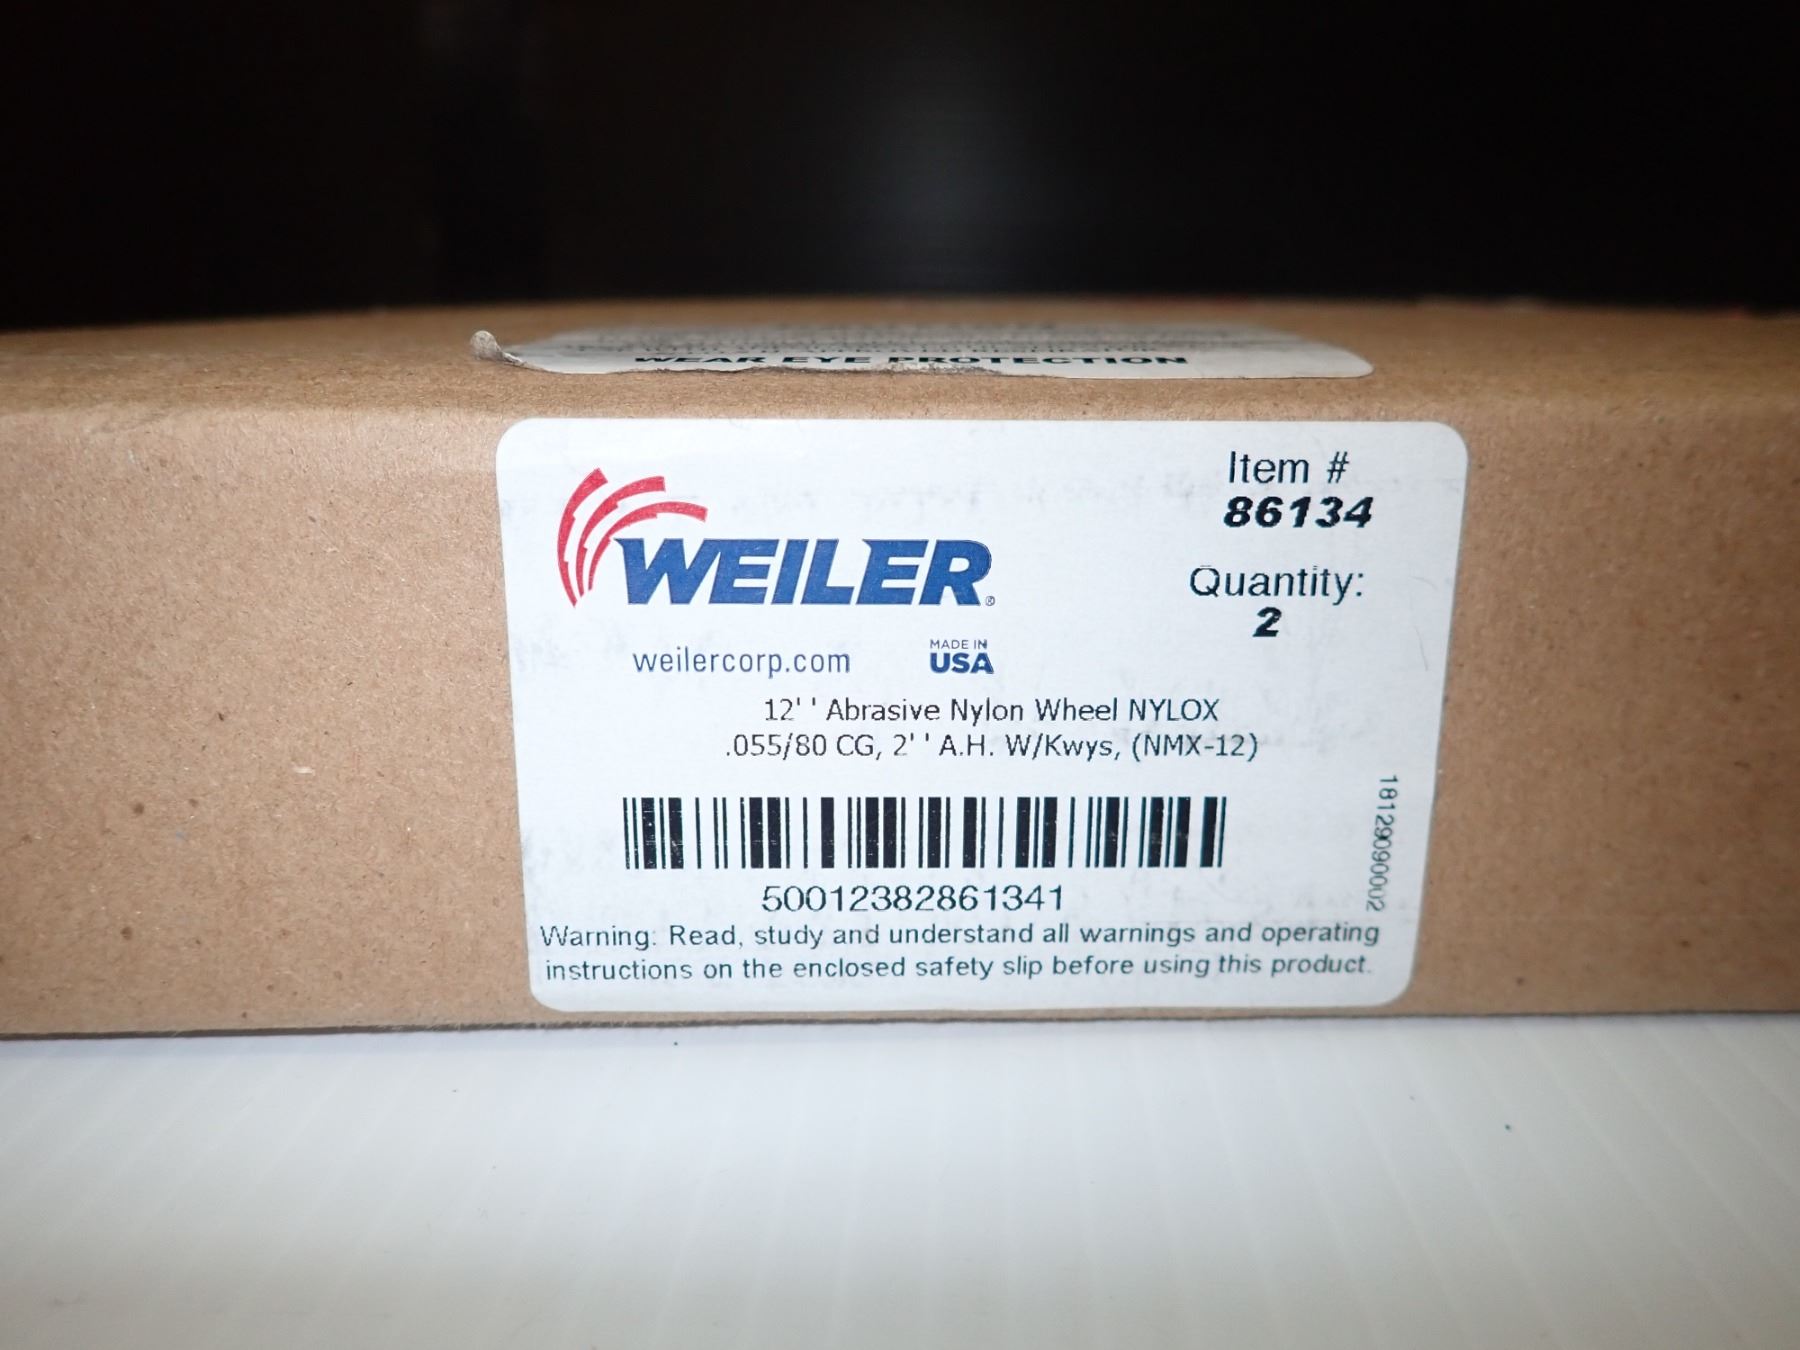 WEAR EYE PROTECTION
WEILER®
Item #
86134
Quantity:
2
weilercorp.com
MADE IN
USA
12'' Abrasive Nylon Wheel NYLOX
.055/80 CG, 2'' A.H. W/Kwys, (NMX-12)
18129090002
50012382861341
Warning: Read, study and understand all warnings and operating
instructions on the enclosed safety slip before using this product.